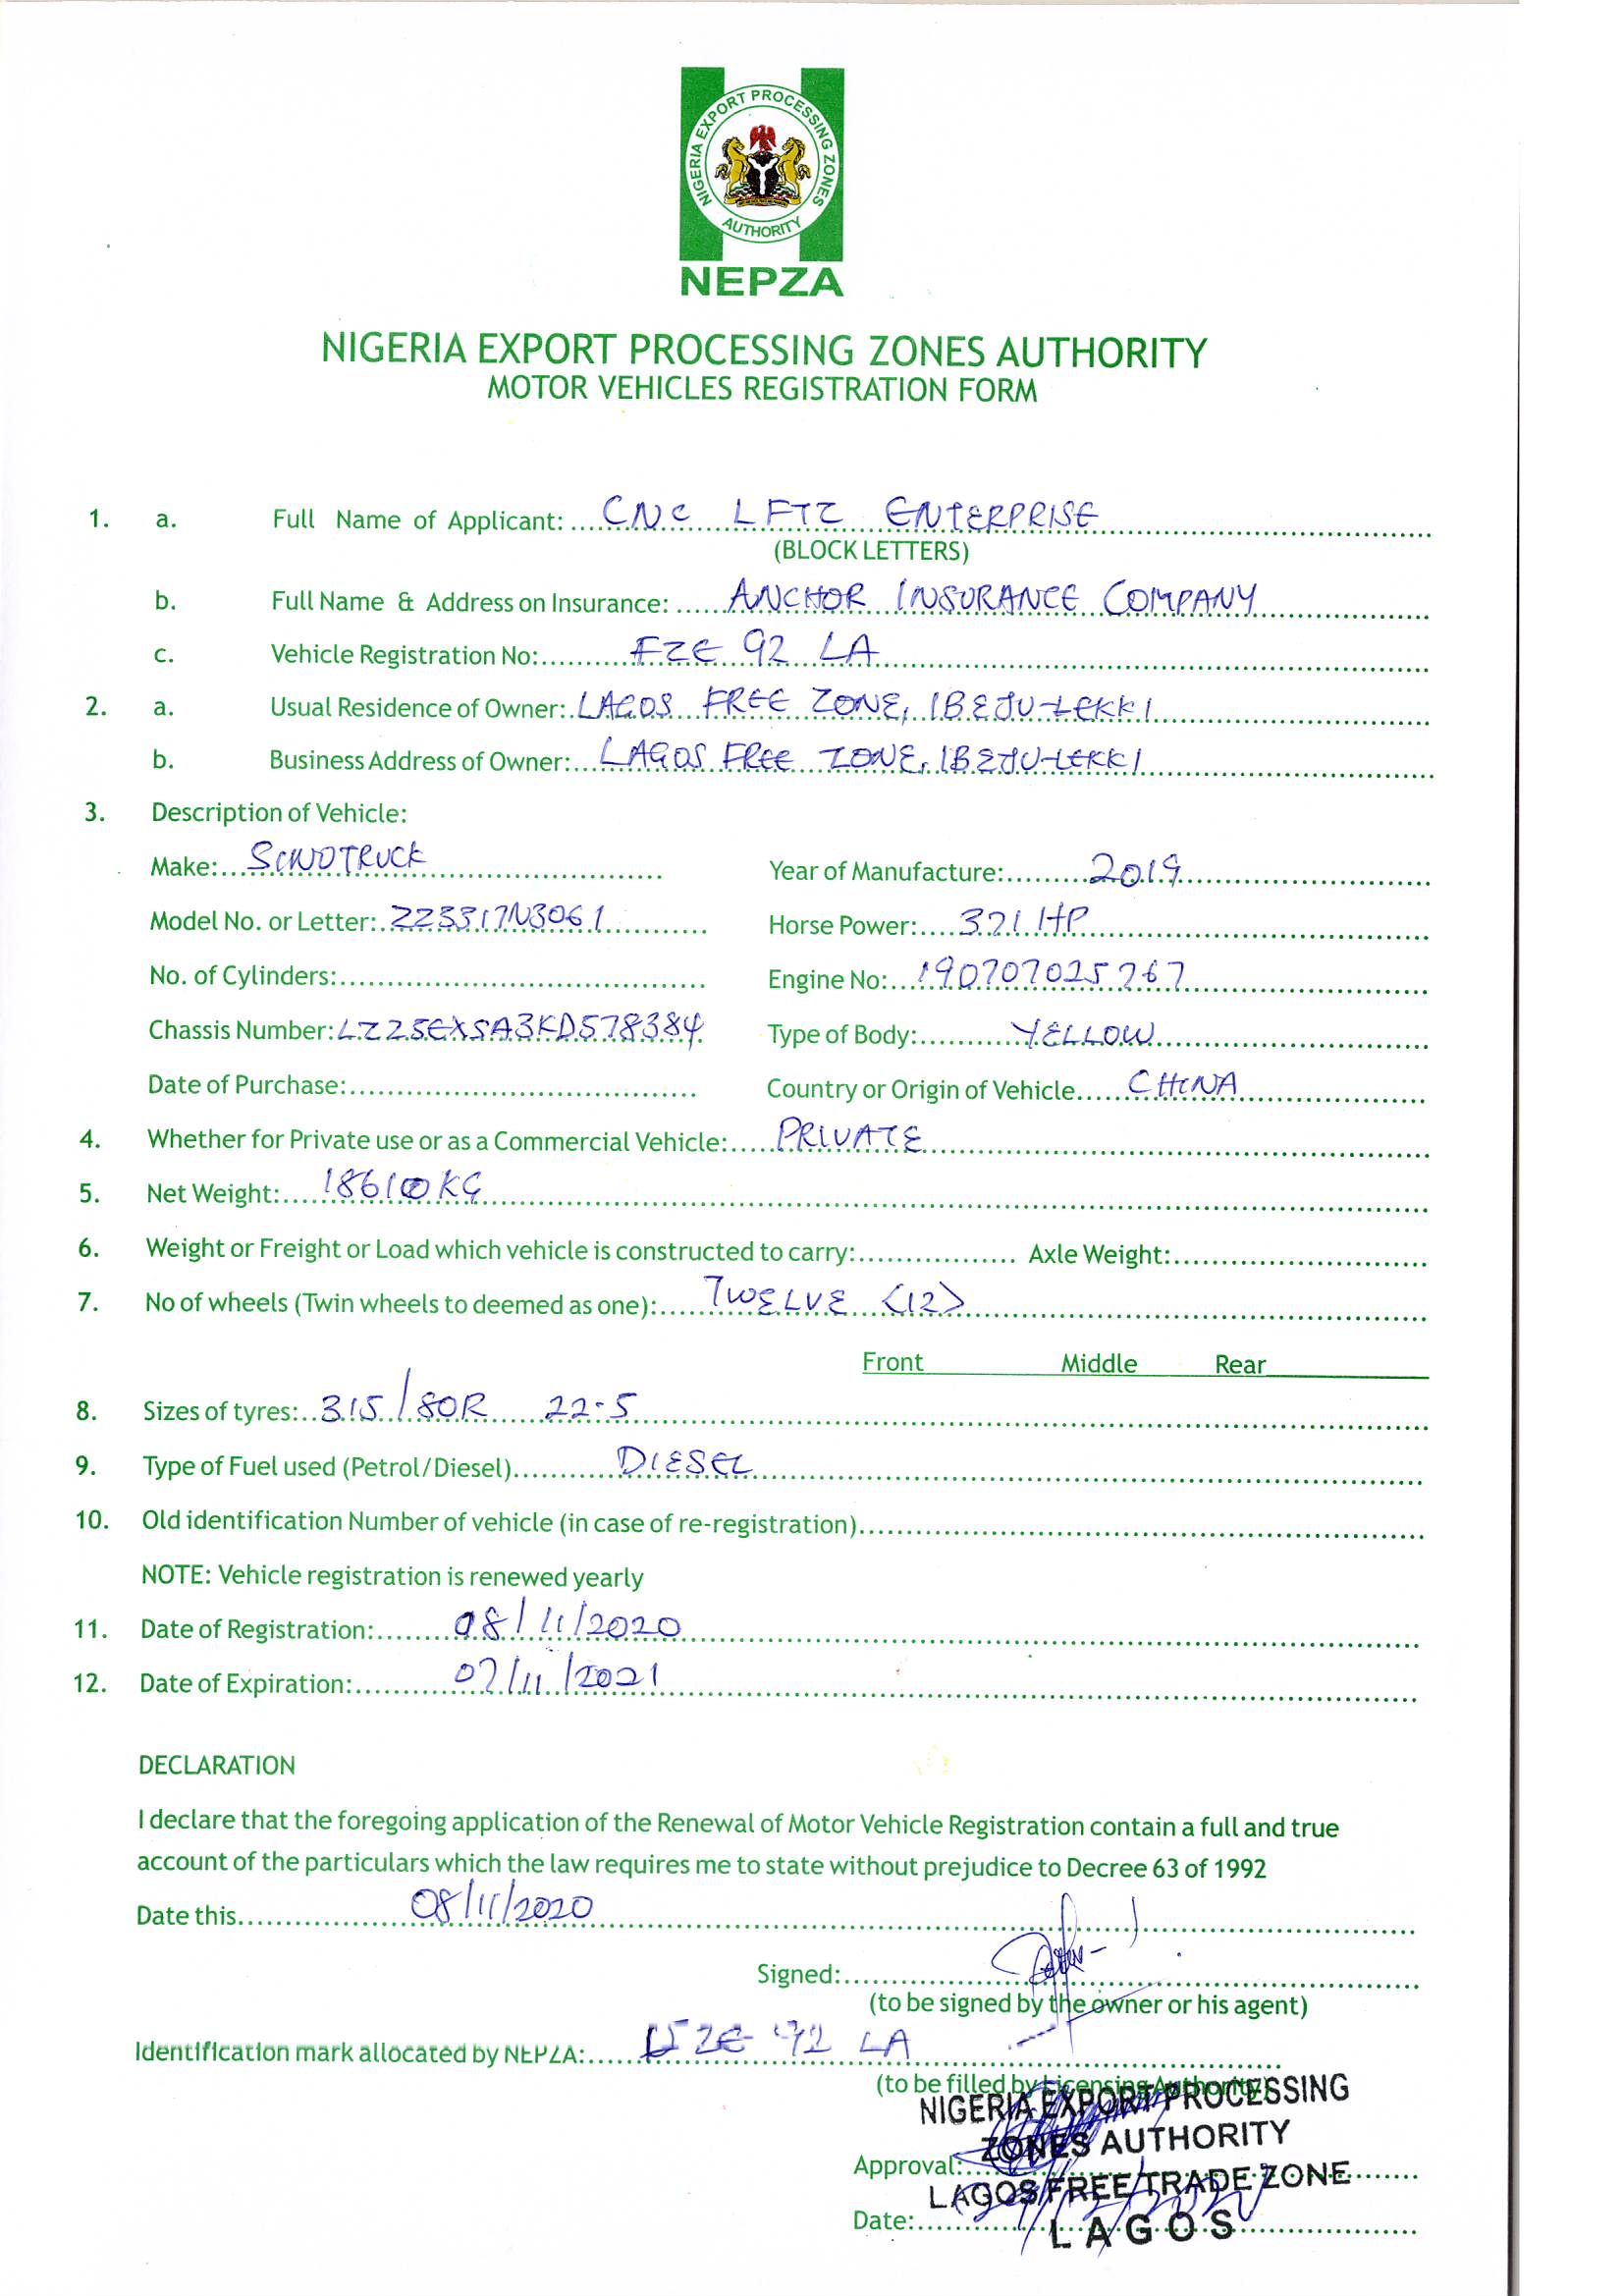 NIGERIA EXPORT PROCESSING ZONES
AUTHORITY
NEPZA
NIGERIA EXPORT PROCESSING ZONES AUTHORITY
MOTOR VEHICLES REGISTRATION FORM
1. a. Full Name of Applicant: CNC LFTZ ENTERPRISE
(BLOCK LETTERS)
b. Full Name & Address on Insurance: ANCHOR INSURANCE COMPANY
c. Vehicle Registration No: FZE 92 LA
2. a. Usual Residence of Owner: LAGOS FREE ZONE, IBEJU-LEKKI
b. Business Address of Owner: LAGOS FREE ZONE, IBEJU-LEKKI
3. Description of Vehicle:
Make: SINOTRUCK Year of Manufacture: 2019
Model No. or Letter: ZZ3317N3061 Horse Power: 371 HP
No. of Cylinders: Engine No: 190707025767
Chassis Number: LZZ5EXSA3KD578384 Type of Body: YELLOW
Date of Purchase: Country or Origin of Vehicle CHINA
4. Whether for Private use or as a Commercial Vehicle: PRIVATE
5. Net Weight: 18610KG
6. Weight or Freight or Load which vehicle is constructed to carry: Axle Weight:
7. No of wheels (Twin wheels to deemed as one): TWELVE <12>
Front Middle Rear
8. Sizes of tyres: 315/80R 22-5
9. Type of Fuel used (Petrol/Diesel) DIESEL
10. Old identification Number of vehicle (in case of re-registration)
NOTE: Vehicle registration is renewed yearly
11. Date of Registration: 08/11/2020
12. Date of Expiration: 07/11/2021
DECLARATION
I declare that the foregoing application of the Renewal of Motor Vehicle Registration contain a full and true
account of the particulars which the law requires me to state without prejudice to Decree 63 of 1992
Date this 08/11/2020
Signed:
(to be signed by the owner or his agent)
Identification mark allocated by NEPZA: FZE 92 LA
(to be filled by Licensing Authority)
NIGERIA EXPORT PROCESSING
ZONES AUTHORITY
Approval:
LAGOS FREE TRADE ZONE
Date:
LAGOS